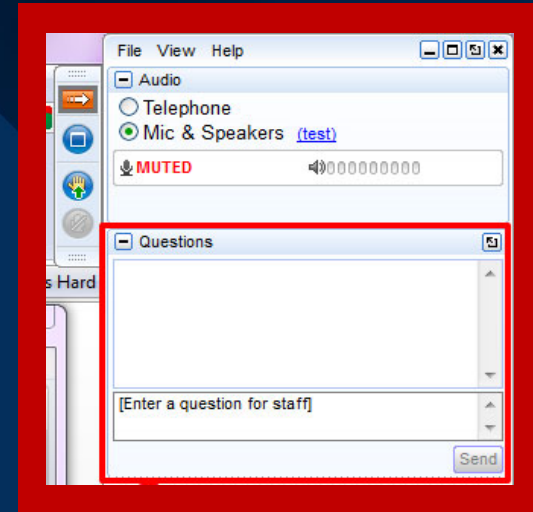 File View Help
Audio
Telephone
Mic & Speakers (test)
MUTED
Questions
s Hard
[Enter a question for staff]
Send